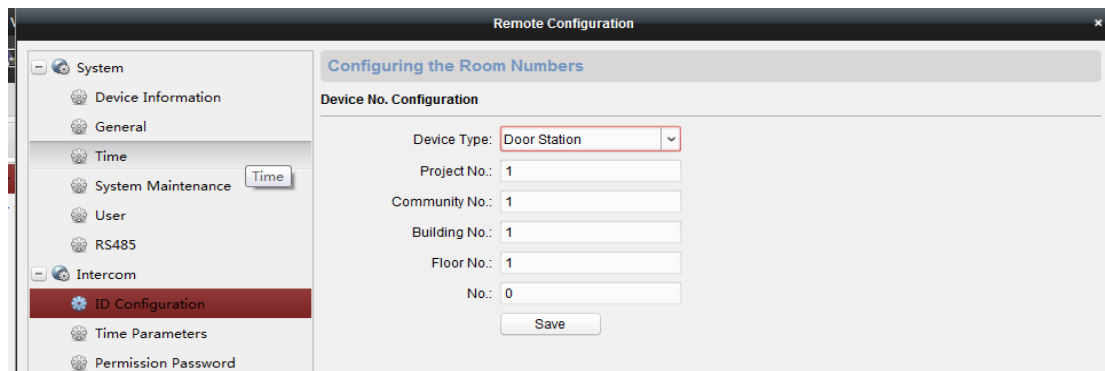 Remote Configuration
×
System
Device Information
General
Time
Time
System Maintenance
User
RS485
Intercom
ID Configuration
Time Parameters
Permission Password
Configuring the Room Numbers
Device No. Configuration
Device Type: Door Station
Project No.: 1
Community No.: 1
Building No.: 1
Floor No.: 1
No.: 0
Save